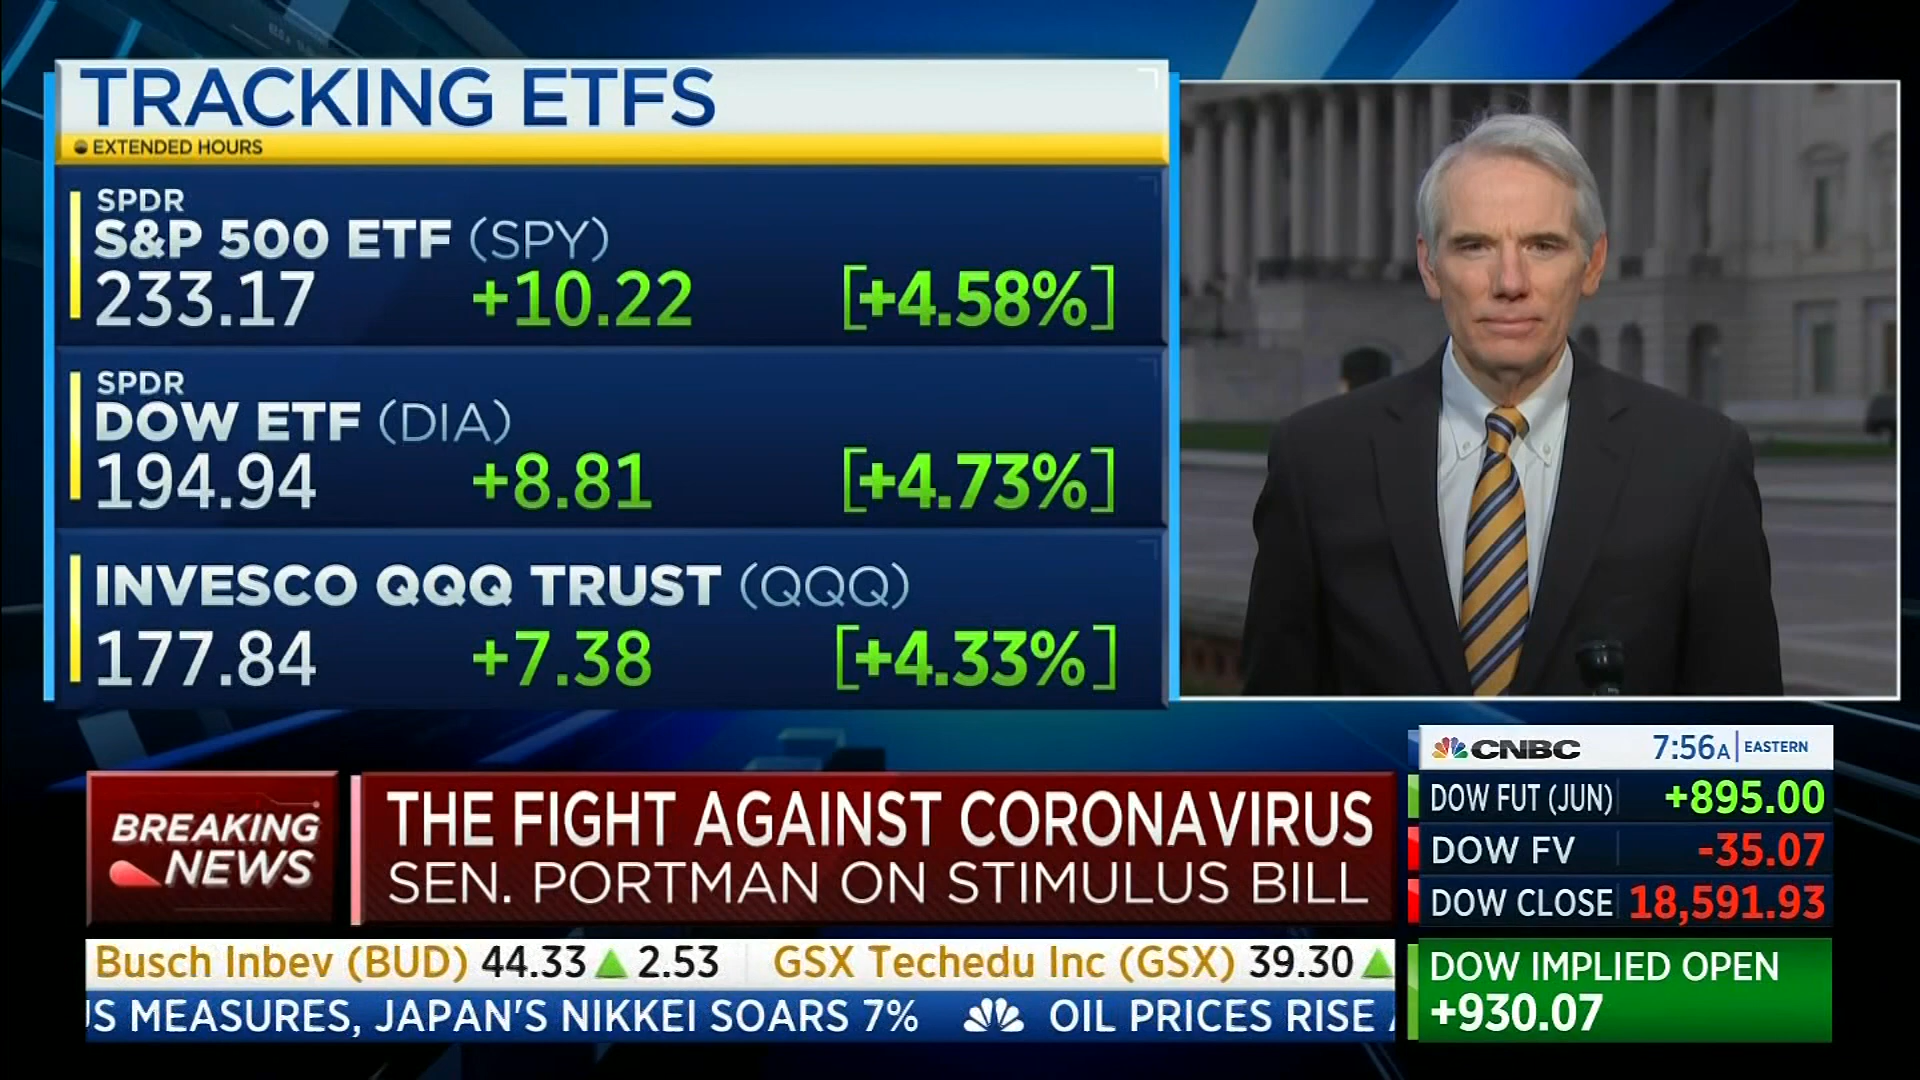 TRACKING ETFS
EXTENDED HOURS
SPDR
S&P 500 ETF (SPY)
233.17 +10.22 [+4.58%]
SPDR
DOW ETF (DIA)
194.94 +8.81 [+4.73%]
INVESCO QQQ TRUST (QQQ)
177.84 +7.38 [+4.33%]
BREAKING
NEWS
THE FIGHT AGAINST CORONAVIRUS
SEN. PORTMAN ON STIMULUS BILL
Busch Inbev (BUD) 44.33 ▲ 2.53 GSX Techedu Inc (GSX) 39.30 ▲
MEASURES, JAPAN'S NIKKEI SOARS 7% OIL PRICES RISE
CNBC 7:56A EASTERN
DOW FUT (JUN) +895.00
DOW FV -35.07
DOW CLOSE 18,591.93
DOW IMPLIED OPEN
+930.07